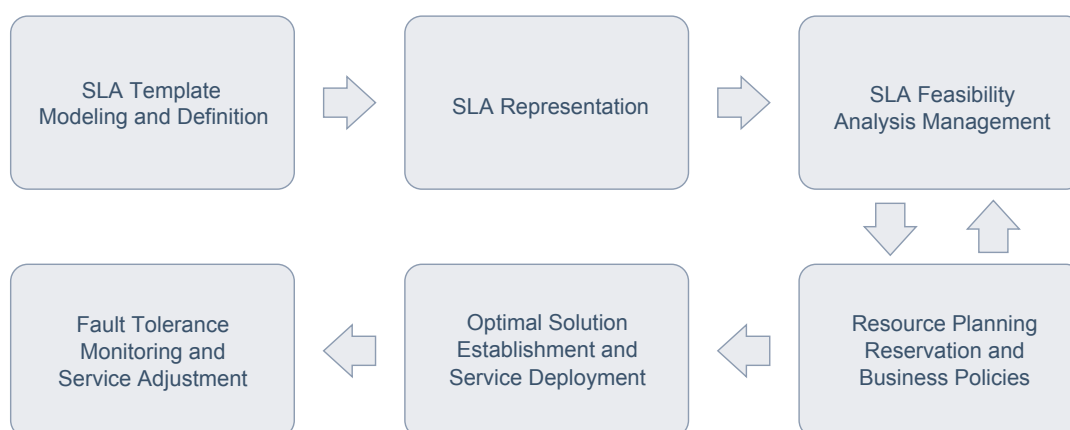 SLA Template
Modeling and Definition
SLA Representation
SLA Feasibility
Analysis Management
Fault Tolerance
Monitoring and
Service Adjustment
Optimal Solution
Establishment and
Service Deployment
Resource Planning
Reservation and
Business Policies